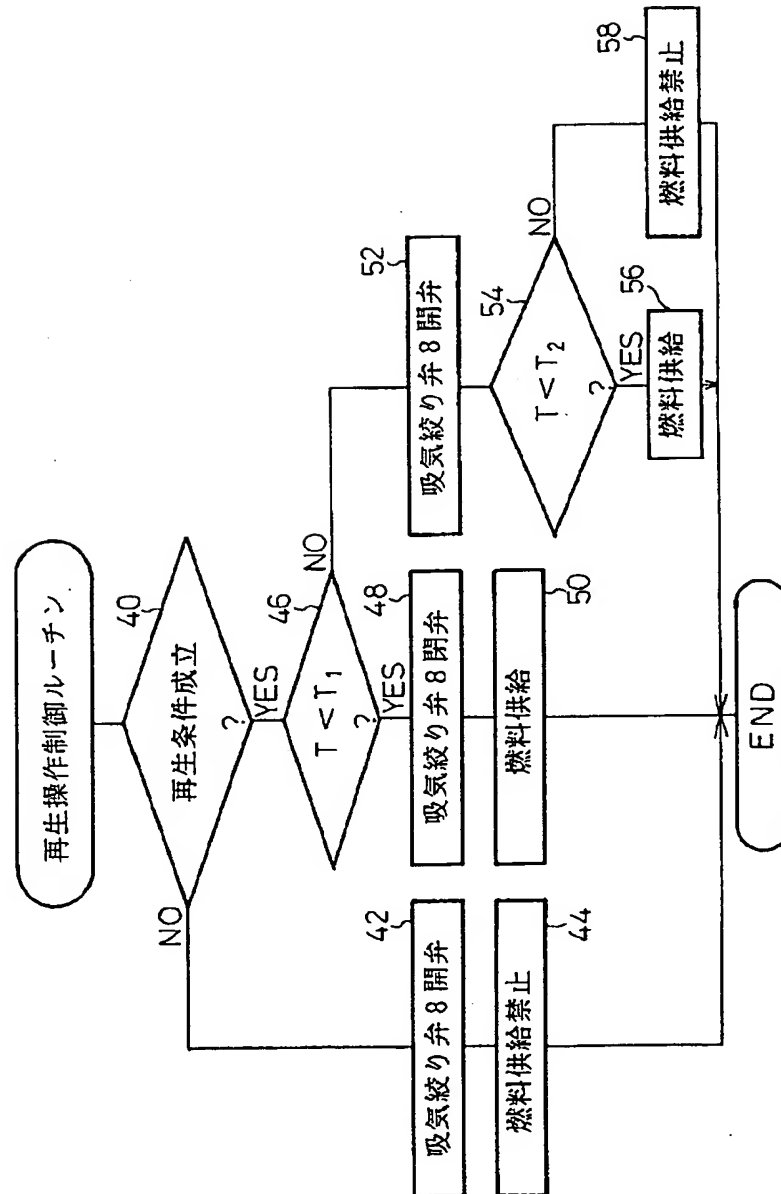 再生操作制御ルーチン
40
再生条件成立
?
NO
YES
46
T<T₁
?
NO
YES
42
吸気絞り弁8開弁
48
吸気絞り弁8閉弁
52
吸気絞り弁8開弁
44
燃料供給禁止
50
燃料供給
54
T<T₂
?
NO
YES
56
燃料供給
58
燃料供給禁止
END